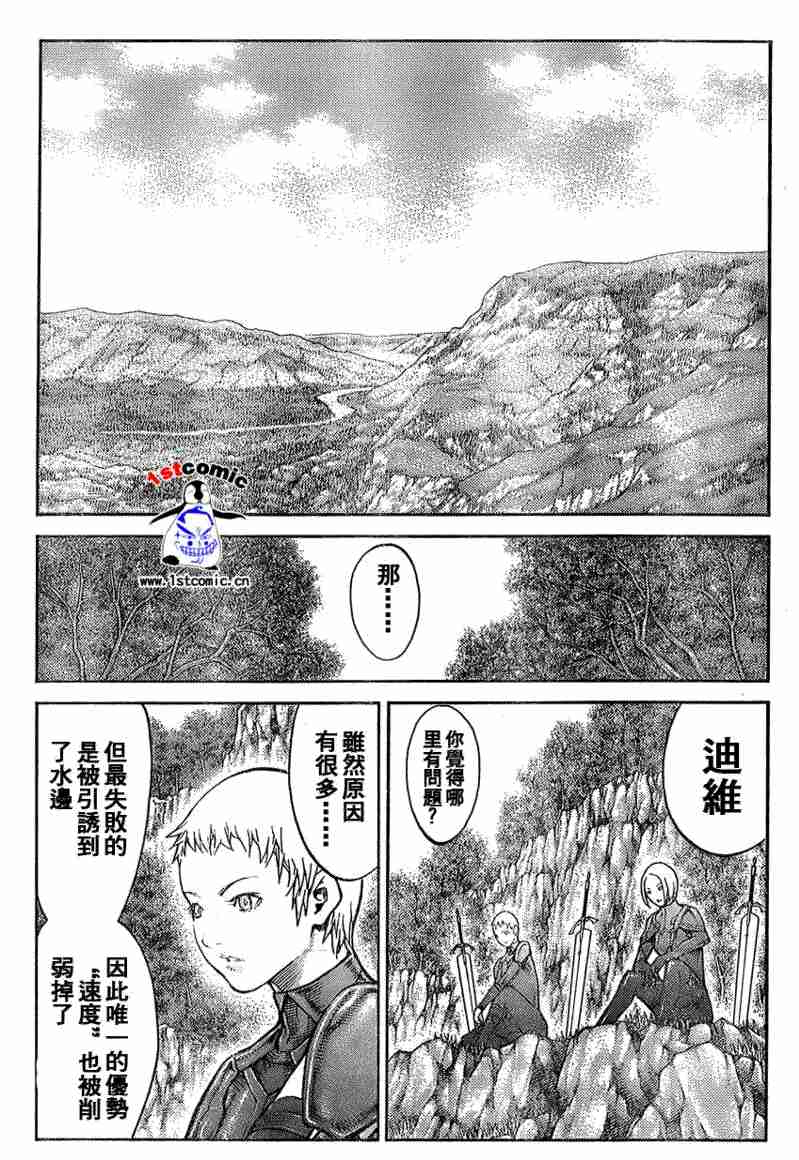 1stcomic
www.1stcomic.cn
那……
迪維
你覺得哪
里有問題？
雖然原因
有很多……
但最失敗的
是被引誘到
了水邊
因此唯一的優勢
“速度”也被削
弱掉了